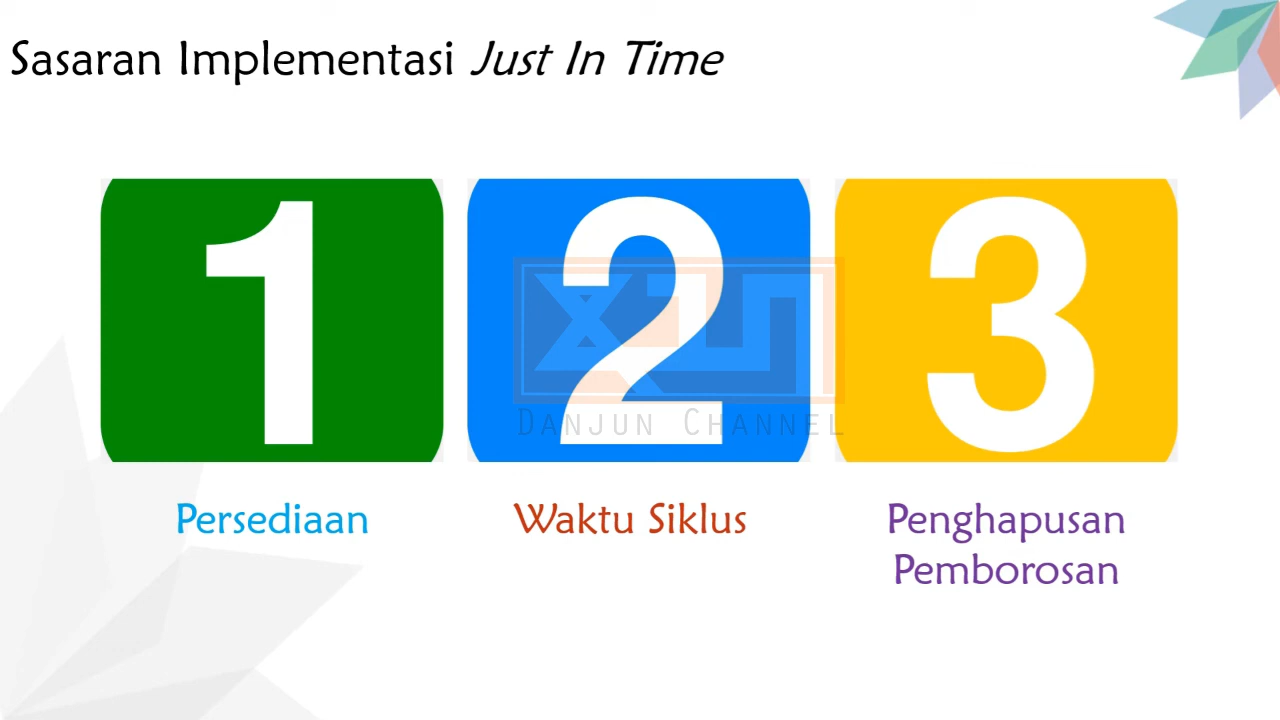 Sasaran Implementasi Just In Time
1
2
3
DANJUN CHANNEL
Persediaan
Waktu Siklus
Penghapusan
Pemborosan